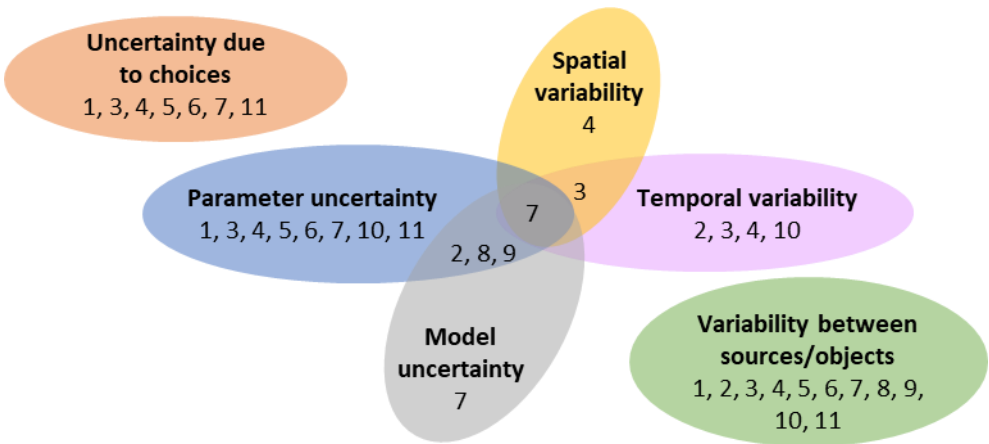 Uncertainty due
to choices
1, 3, 4, 5, 6, 7, 11
Spatial
variability
4
Parameter uncertainty
1, 3, 4, 5, 6, 7, 10, 11
3
7
2, 8, 9
Temporal variability
2, 3, 4, 10
Model
uncertainty
7
Variability between
sources/objects
1, 2, 3, 4, 5, 6, 7, 8, 9,
10, 11